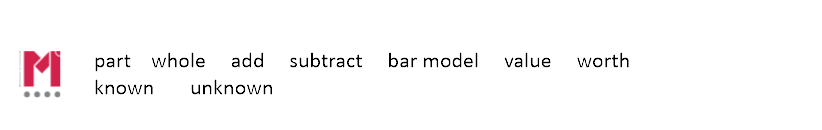 part whole add subtract bar model value worth
known unknown